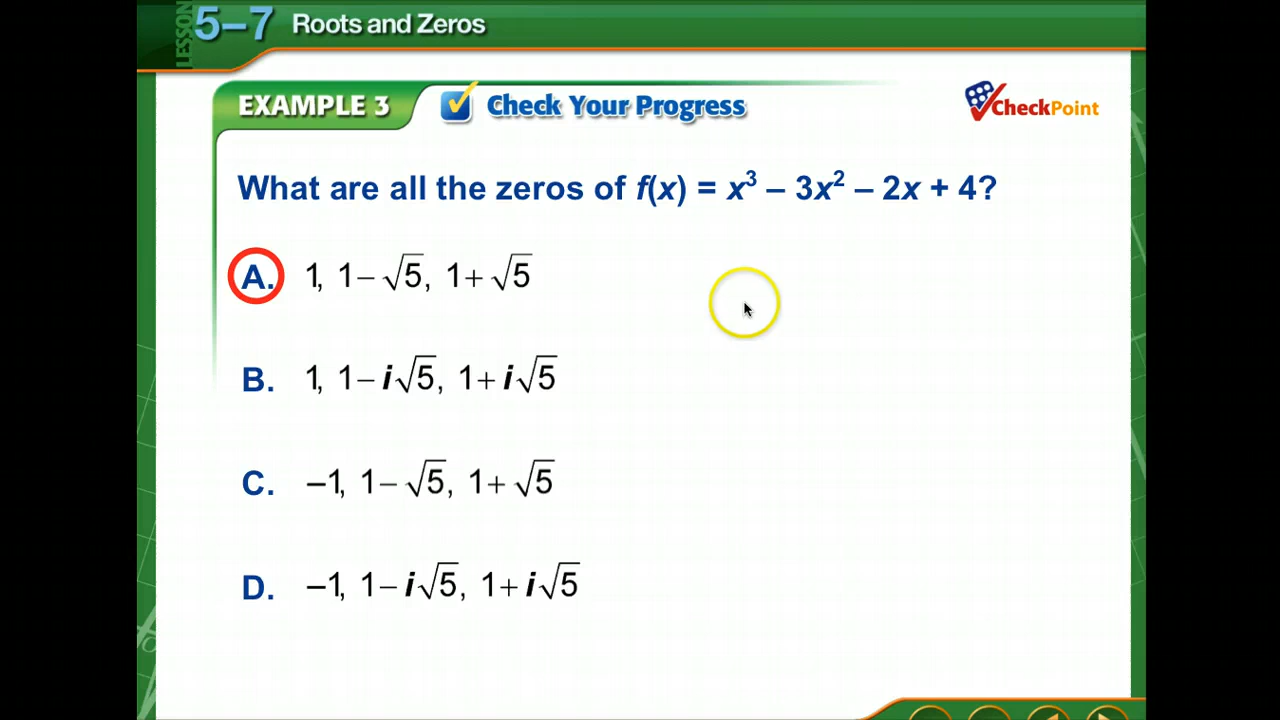 LESSON 5–7 Roots and Zeros
EXAMPLE 3 Check Your Progress CheckPoint
What are all the zeros of f(x) = x³ – 3x² – 2x + 4?
A. 1, 1 – √5, 1 + √5
B. 1, 1 – i√5, 1 + i√5
C. –1, 1 – √5, 1 + √5
D. –1, 1 – i√5, 1 + i√5